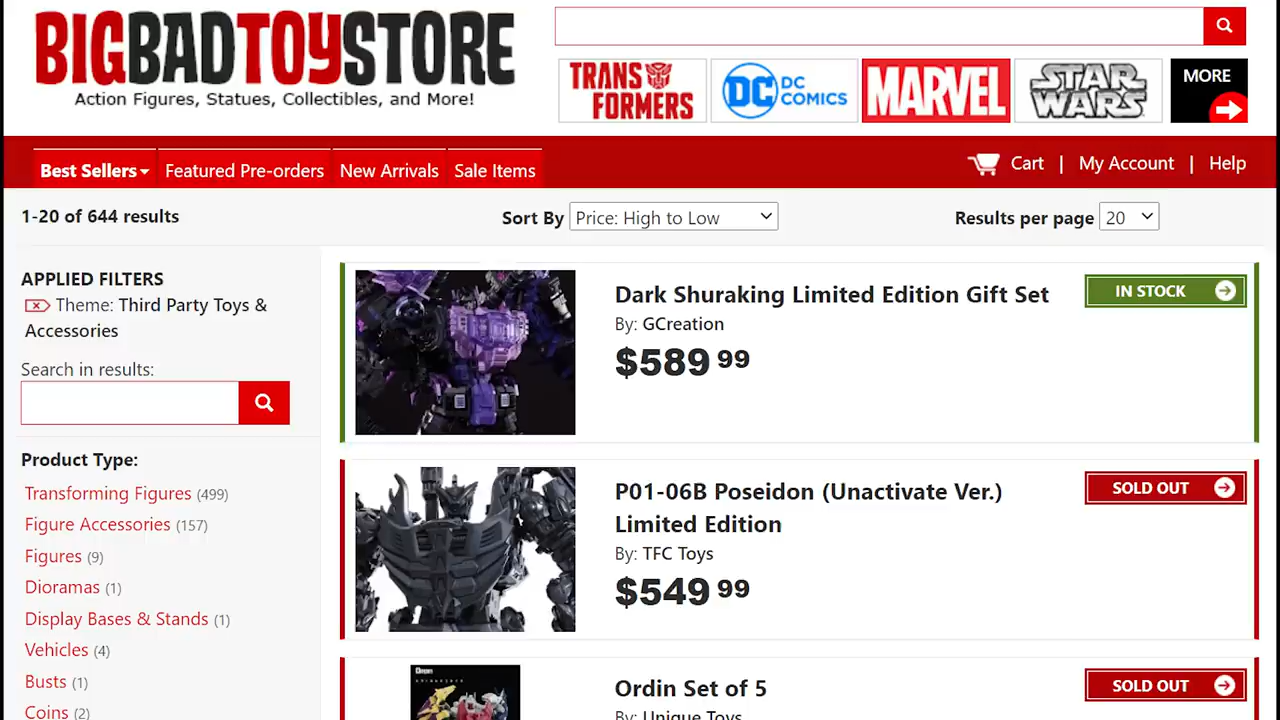 BIGBADTOYSTORE
Action Figures, Statues, Collectibles, and More!
TRANSFORMERS
DC DC COMICS
MARVEL
STAR WARS
MORE
Best Sellers
Featured Pre-orders
New Arrivals
Sale Items
Cart | My Account | Help
1-20 of 644 results
Sort By Price: High to Low
Results per page 20
APPLIED FILTERS
Theme: Third Party Toys &
Accessories
Search in results:
Product Type:
Transforming Figures (499)
Figure Accessories (157)
Figures (9)
Dioramas (1)
Display Bases & Stands (1)
Vehicles (4)
Busts (1)
Coins (2)
Dark Shuraking Limited Edition Gift Set
By: GCreation
$589 99
IN STOCK
P01-06B Poseidon (Unactivate Ver.)
Limited Edition
By: TFC Toys
$549 99
SOLD OUT
Ordin Set of 5
By: Unique Toys
SOLD OUT